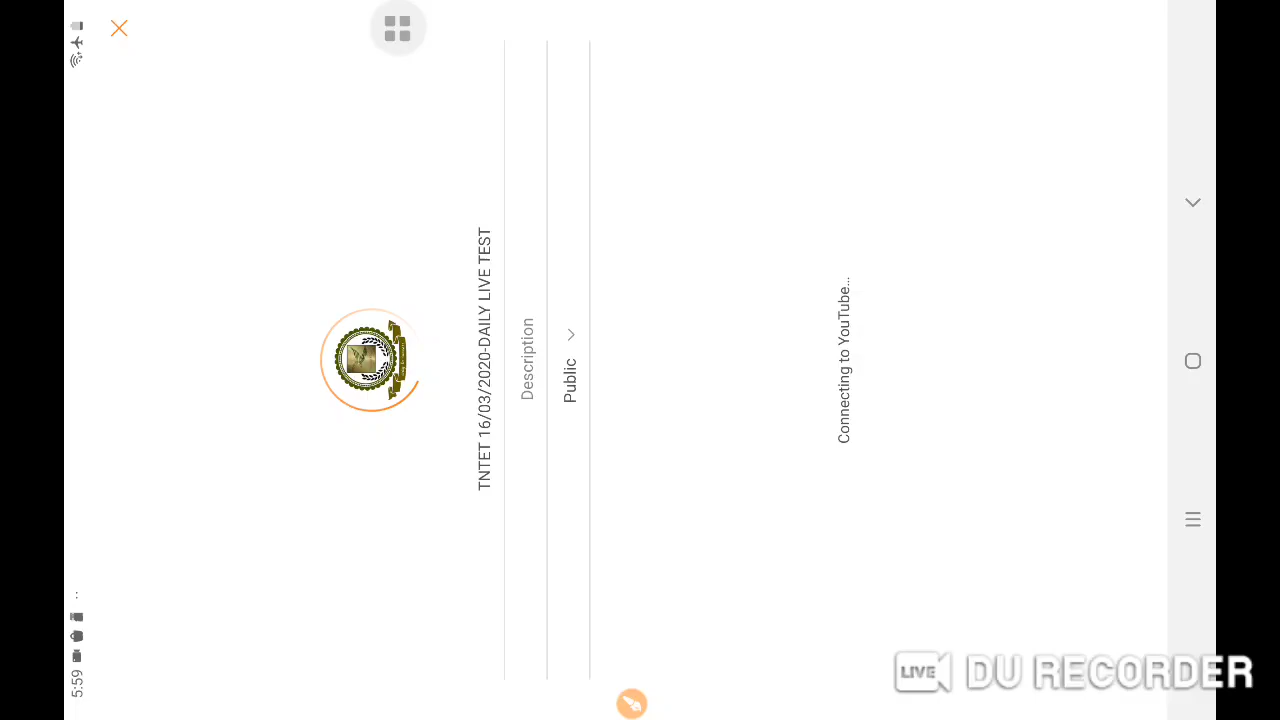 5:59
TNTET 16/03/2020-DAILY LIVE TEST
Description
Public
Connecting to YouTube...
LIVE DU RECORDER